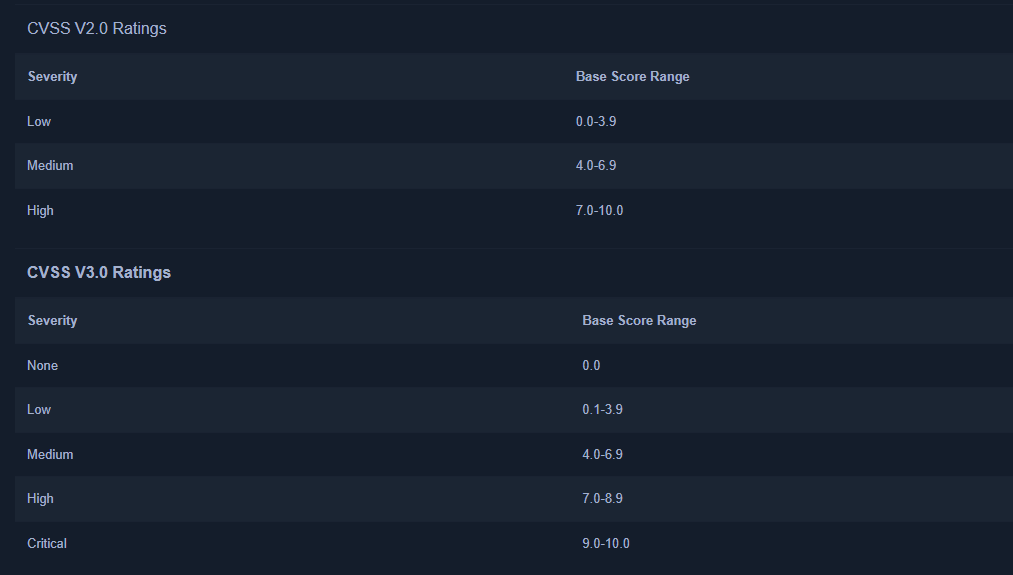 CVSS V2.0 Ratings
Severity Base Score Range
Low 0.0-3.9
Medium 4.0-6.9
High 7.0-10.0
CVSS V3.0 Ratings
Severity Base Score Range
None 0.0
Low 0.1-3.9
Medium 4.0-6.9
High 7.0-8.9
Critical 9.0-10.0